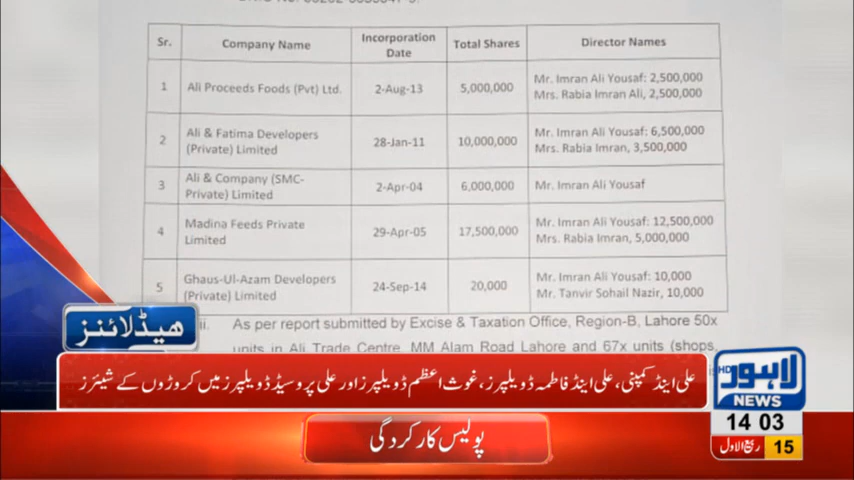 Sr. Company Name Incorporation Date Total Shares Director Names
1 Ali Proceeds Foods (Pvt) Ltd. 2-Aug-13 5,000,000 Mr. Imran Ali Yousaf: 2,500,000
Mrs. Rabia Imran Ali, 2,500,000
2 Ali & Fatima Developers (Private) Limited 28-Jan-11 10,000,000 Mr. Imran Ali Yousaf: 6,500,000
Mrs. Rabia Imran, 3,500,000
3 Ali & Company (SMC-Private) Limited 2-Apr-04 6,000,000 Mr. Imran Ali Yousaf
4 Madina Feeds Private Limited 29-Apr-05 17,500,000 Mr. Imran Ali Yousaf: 12,500,000
Mrs. Rabia Imran, 5,000,000
5 Ghaus-Ul-Azam Developers (Private) Limited 24-Sep-14 20,000 Mr. Imran Ali Yousaf: 10,000
Mr. Tanvir Sohail Nazir, 10,000
ii. As per report submitted by Excise & Taxation Office, Region-B, Lahore 50x
units in Ali Trade Centre, MM Alam Road Lahore and 67x units (shops,
ہیڈلائنز
علی اینڈ کمپنی، علی اینڈ فاطمہ ڈویلپرز، غوث اعظم ڈویلپرز اور علی پروسیڈ ڈویلپرز میں کروڑوں کے شیئرز
پولیس کارکردگی
لاہور HD
NEWS
14 03
15 ربیع الاول